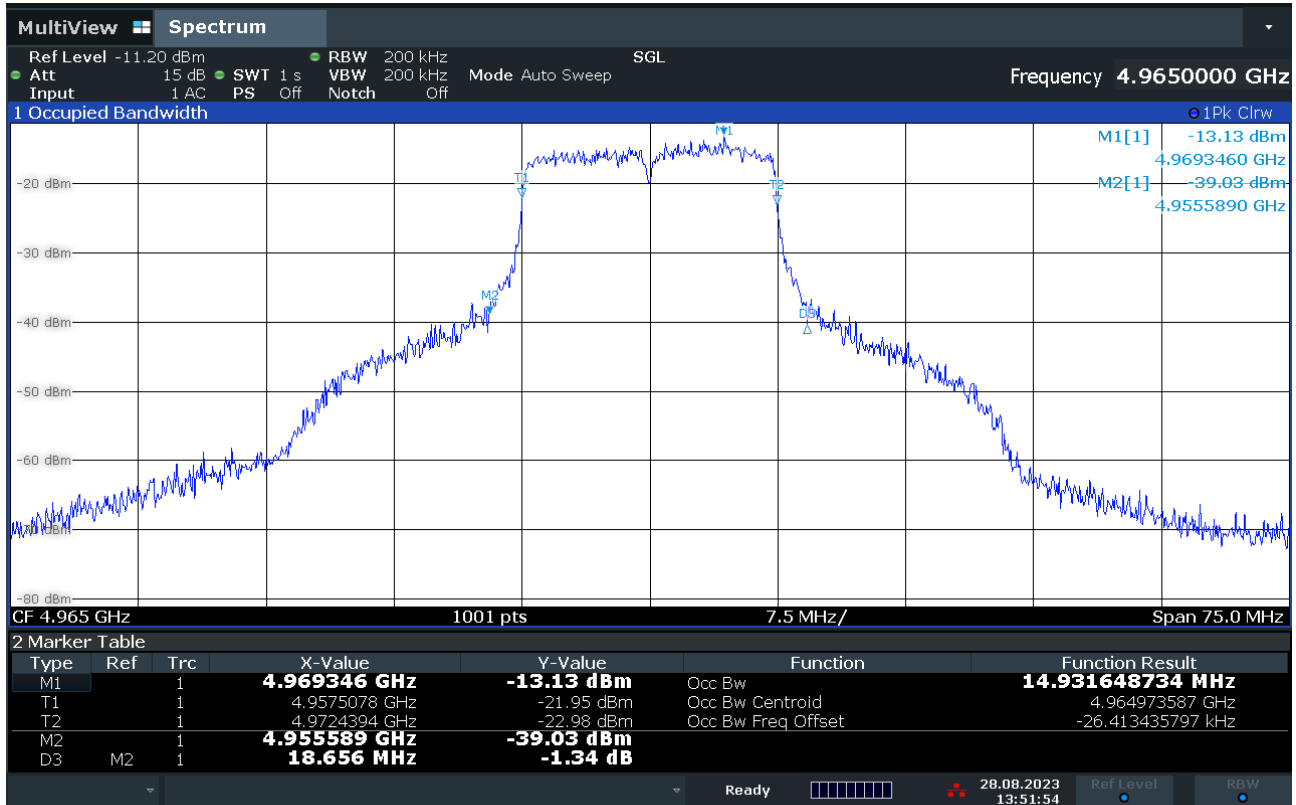 MultiView Spectrum
Ref Level -11.20 dBm RBW 200 kHz SGL
Att 15 dB SWT 1 s VBW 200 kHz Mode Auto Sweep Frequency 4.9650000 GHz
Input 1 AC PS Off Notch Off
1 Occupied Bandwidth 1Pk Clrw
M1 M1[1] -13.13 dBm
4.9693460 GHz
T1 T2 -20 dBm M2[1] -39.03 dBm
4.9555890 GHz
-30 dBm
M2
D3
-40 dBm
-50 dBm
-60 dBm
-70 dBm
-80 dBm
CF 4.965 GHz 1001 pts 7.5 MHz/ Span 75.0 MHz
2 Marker Table
Type Ref Trc X-Value Y-Value Function Function Result
M1 1 4.969346 GHz -13.13 dBm Occ Bw 14.931648734 MHz
T1 1 4.9575078 GHz -21.95 dBm Occ Bw Centroid 4.964973587 GHz
T2 1 4.9724394 GHz -22.98 dBm Occ Bw Freq Offset -26.413435797 kHz
M2 1 4.955589 GHz -39.03 dBm
D3 M2 1 18.656 MHz -1.34 dB
Ready 28.08.2023 Ref Level RBW
13:51:54